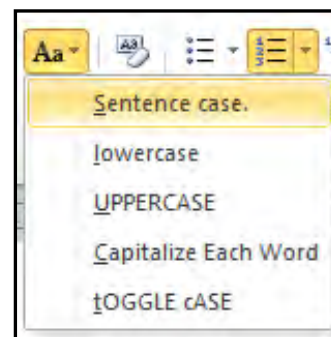 Aa
Sentence case.
lowercase
UPPERCASE
Capitalize Each Word
tOGGLE cASE